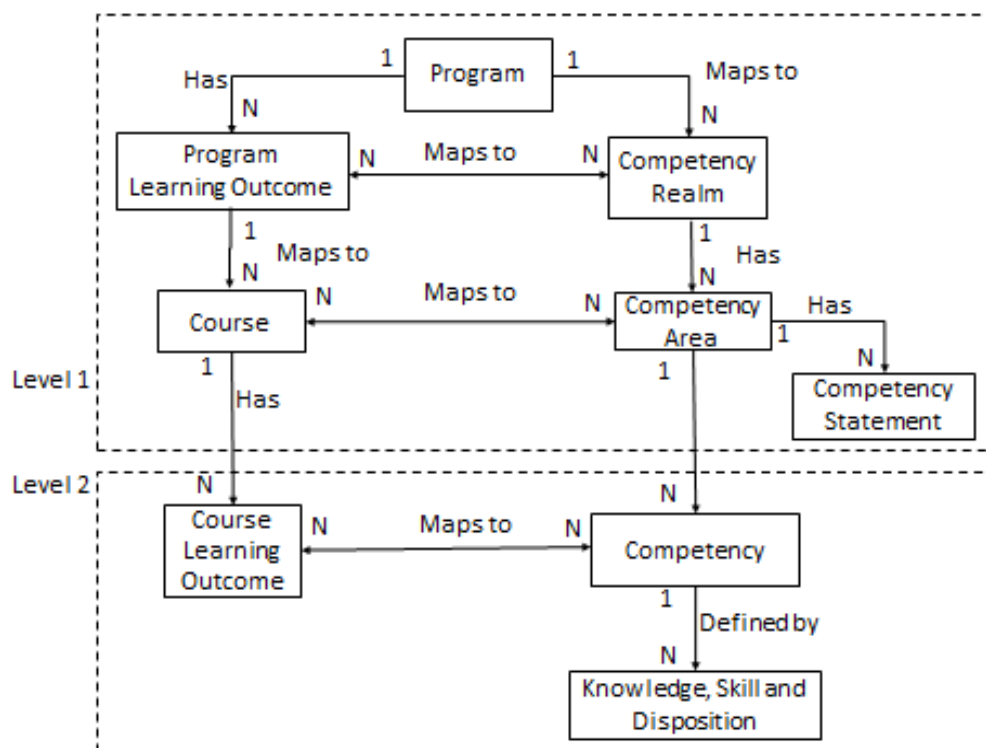 1
Program
1
Has
Maps to
N
N
Program
Learning Outcome
N
Maps to
N
Competency
Realm
1
Maps to
N
1
Has
N
Course
N
Maps to
N
Competency
Area
Has
1
N
1
Has
1
Level 1
Competency
Statement
Level 2
N
N
Course
Learning
Outcome
N
Maps to
N
Competency
1
Defined by
N
Knowledge, Skill and
Disposition